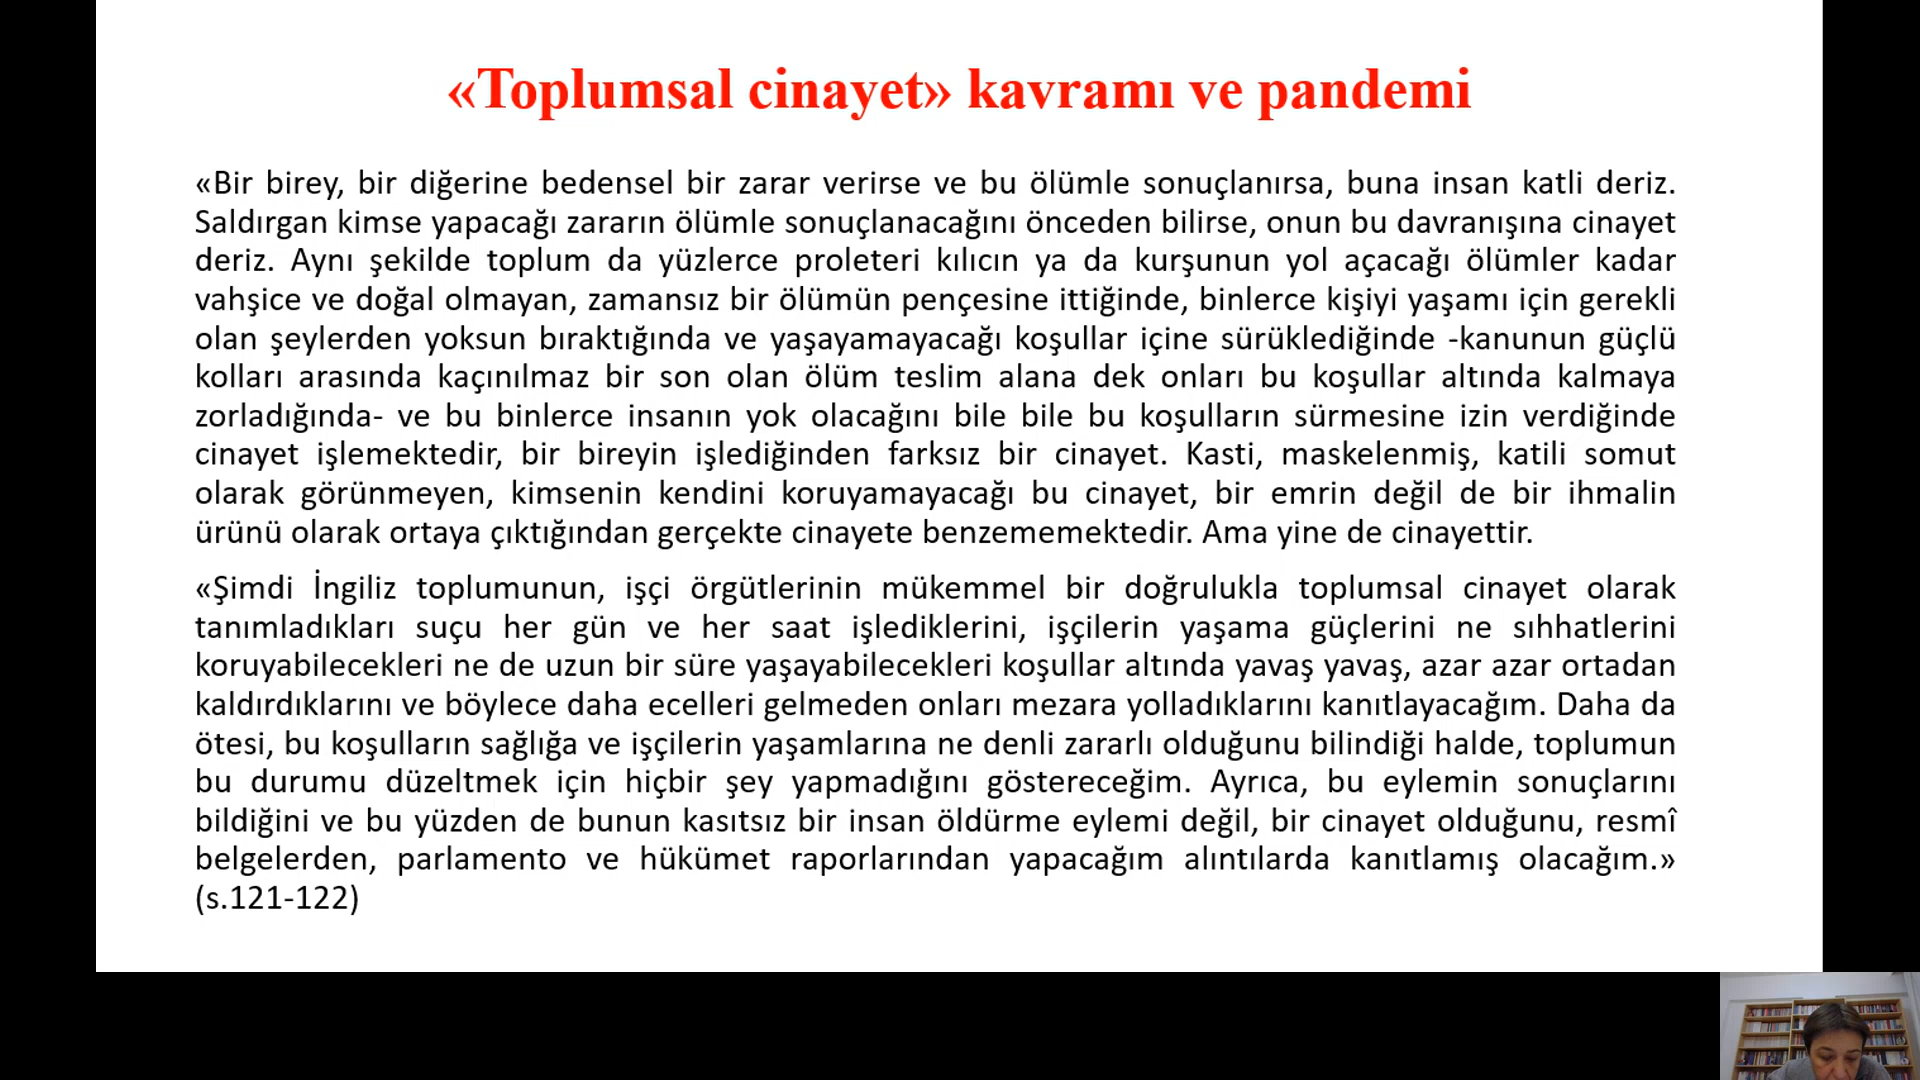 «Toplumsal cinayet» kavramı ve pandemi
«Bir birey, bir diğerine bedensel bir zarar verirse ve bu ölümle sonuçlanırsa, buna insan katli deriz.
Saldırgan kimse yapacağı zararın ölümle sonuçlanacağını önceden bilirse, onun bu davranışına cinayet
deriz. Aynı şekilde toplum da yüzlerce proleteri kılıcın ya da kurşunun yol açacağı ölümler kadar
vahşice ve doğal olmayan, zamansız bir ölümün pençesine ittiğinde, binlerce kişiyi yaşamı için gerekli
olan şeylerden yoksun bıraktığında ve yaşayamayacağı koşullar içine sürüklediğinde -kanunun güçlü
kolları arasında kaçınılmaz bir son olan ölüm teslim alana dek onları bu koşullar altında kalmaya
zorladığında- ve bu binlerce insanın yok olacağını bile bile bu koşulların sürmesine izin verdiğinde
cinayet işlemektedir, bir bireyin işlediğinden farksız bir cinayet. Kasti, maskelenmiş, katili somut
olarak görünmeyen, kimsenin kendini koruyamayacağı bu cinayet, bir emrin değil de bir ihmalin
ürünü olarak ortaya çıktığından gerçekte cinayete benzememektedir. Ama yine de cinayettir.
«Şimdi İngiliz toplumunun, işçi örgütlerinin mükemmel bir doğrulukla toplumsal cinayet olarak
tanımladıkları suçu her gün ve her saat işlediklerini, işçilerin yaşama güçlerini ne sıhhatlerini
koruyabilecekleri ne de uzun bir süre yaşayabilecekleri koşullar altında yavaş yavaş, azar azar ortadan
kaldırdıklarını ve böylece daha ecelleri gelmeden onları mezara yolladıklarını kanıtlayacağım. Daha da
ötesi, bu koşulların sağlığa ve işçilerin yaşamlarına ne denli zararlı olduğunu bilindiği halde, toplumun
bu durumu düzeltmek için hiçbir şey yapmadığını göstereceğim. Ayrıca, bu eylemin sonuçlarını
bildiğini ve bu yüzden de bunun kasıtsız bir insan öldürme eylemi değil, bir cinayet olduğunu, resmî
belgelerden, parlamento ve hükümet raporlarından yapacağım alıntılarda kanıtlamış olacağım.»
(s.121-122)